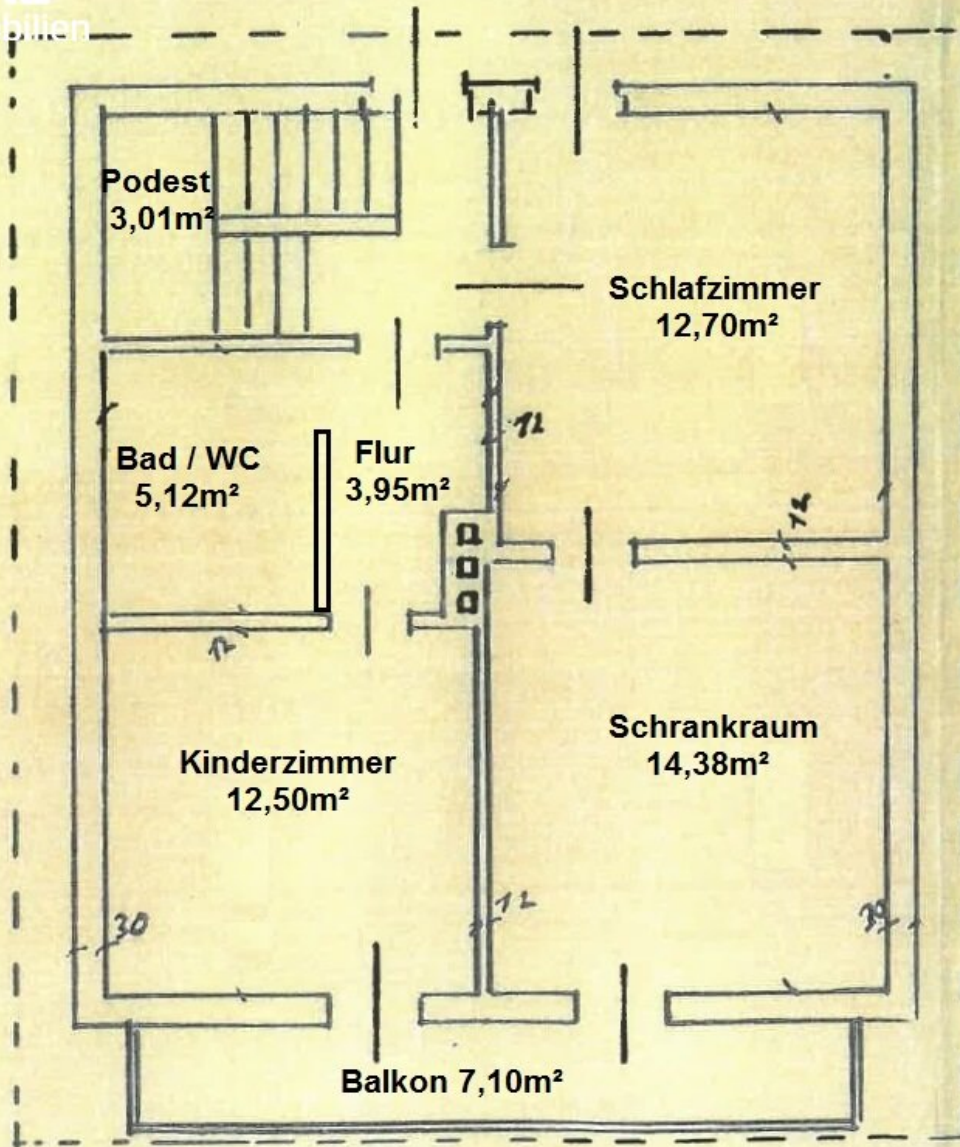 bilien
Podest
3,01m²
Schlafzimmer
12,70m²
12
Bad / WC
5,12m²
Flur
3,95m²
12
12
Kinderzimmer
12,50m²
Schrankraum
14,38m²
30
12
30
Balkon 7,10m²